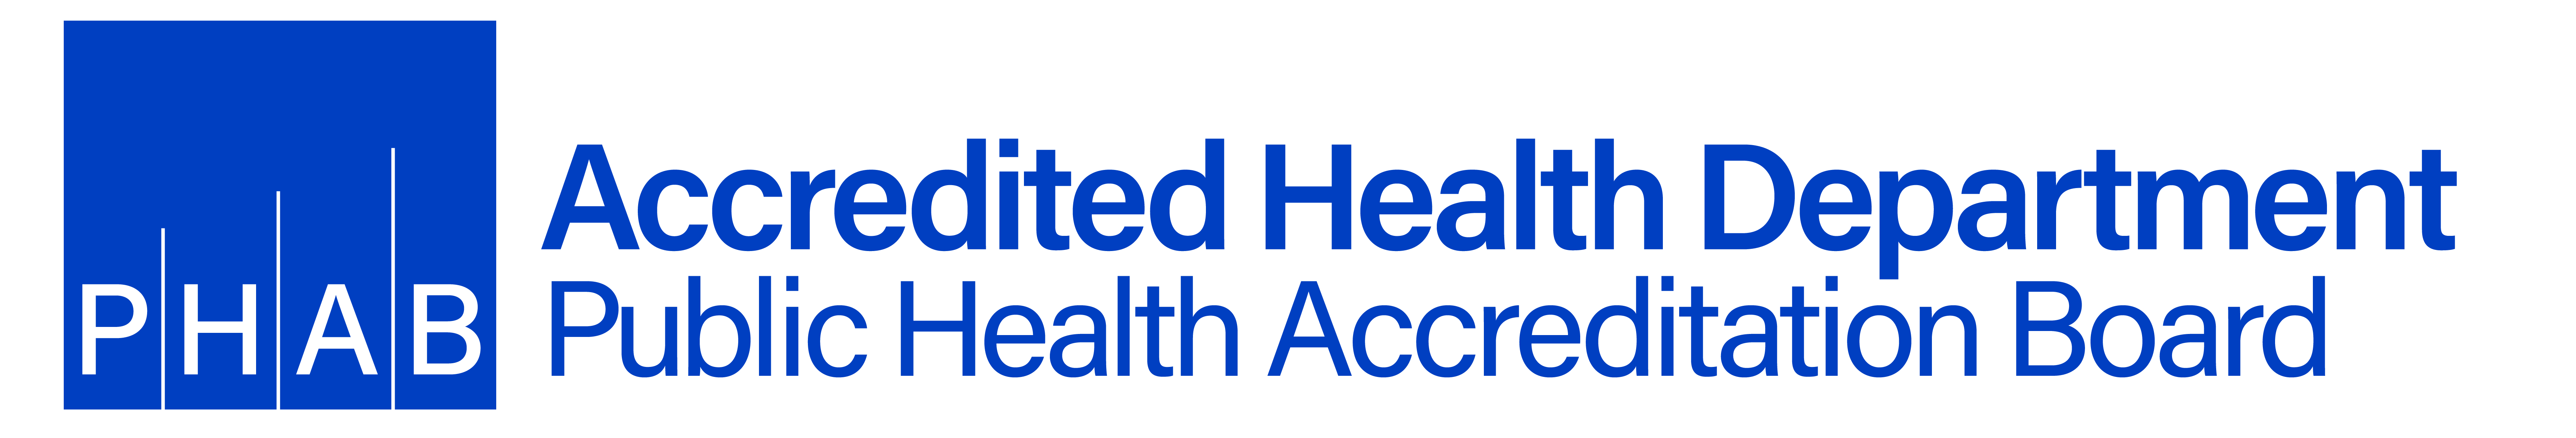 PHAB
Accredited Health Department
Public Health Accreditation Board